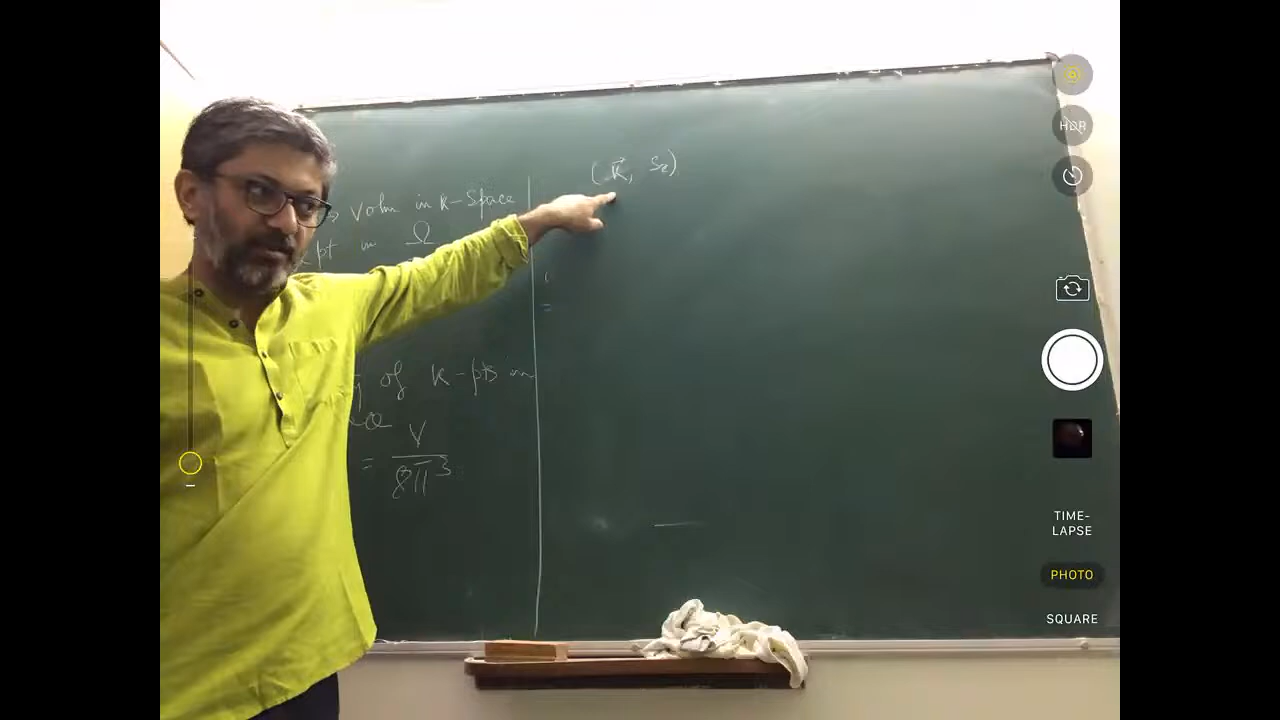 Volm in k-Space
pt in Ω
of k-pts in
= V
8π³
(k⃗, Sz)
=
HDR
TIME-
LAPSE
PHOTO
SQUARE